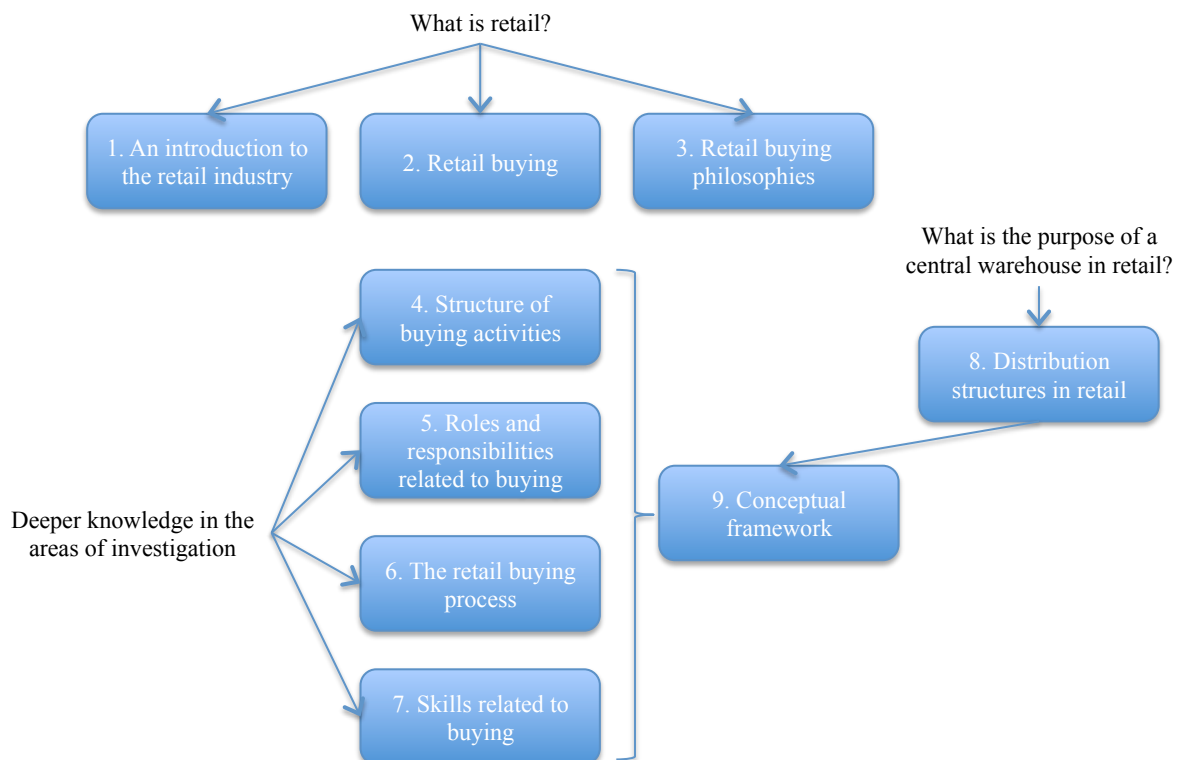 What is retail?
1. An introduction to
the retail industry
2. Retail buying
3. Retail buying
philosophies
What is the purpose of a
central warehouse in retail?
4. Structure of
buying activities
8. Distribution
structures in retail
5. Roles and
responsibilities
related to buying
9. Conceptual
framework
Deeper knowledge in the
areas of investigation
6. The retail buying
process
7. Skills related to
buying